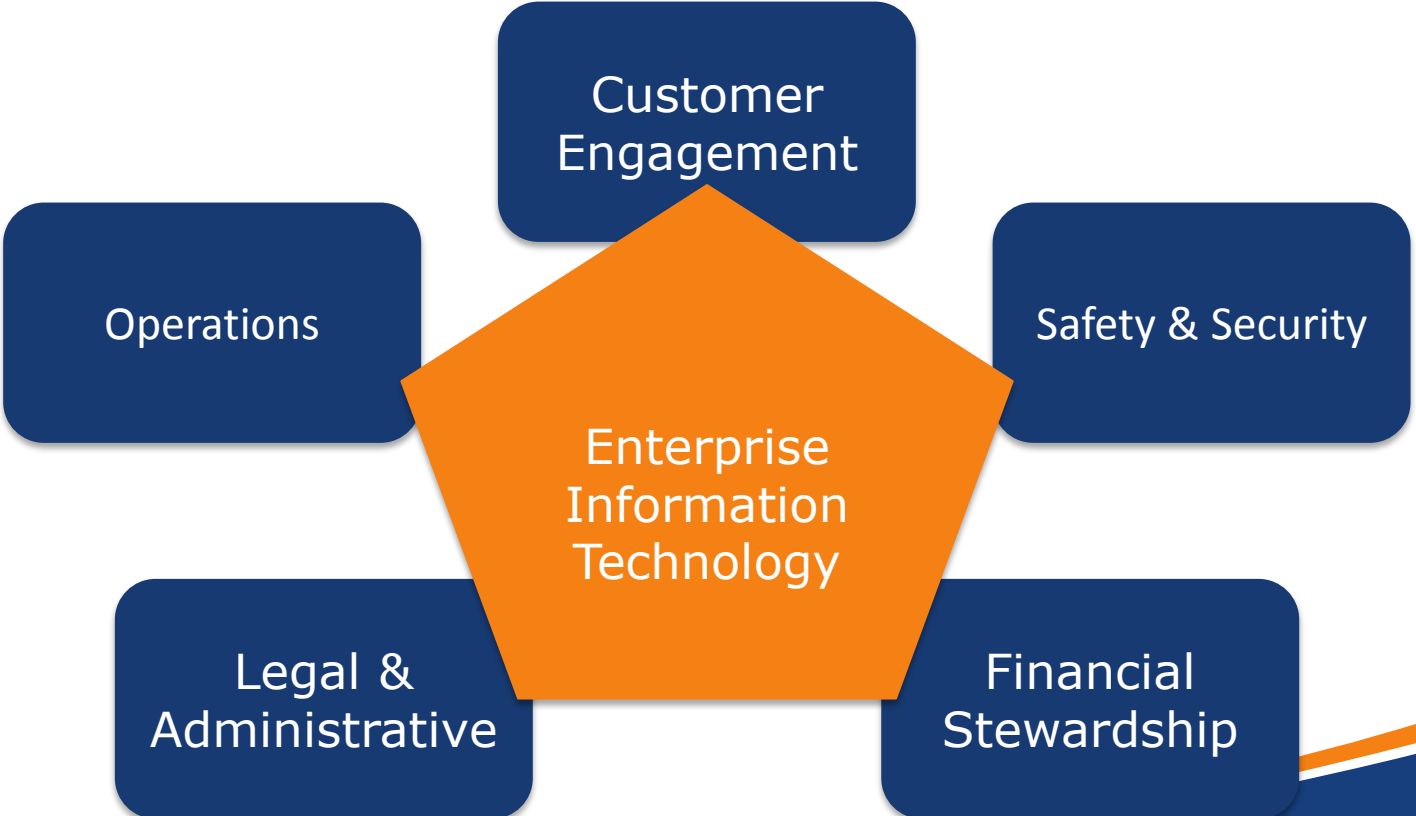 Customer
Engagement
Operations
Safety & Security
Enterprise
Information
Technology
Legal &
Administrative
Financial
Stewardship